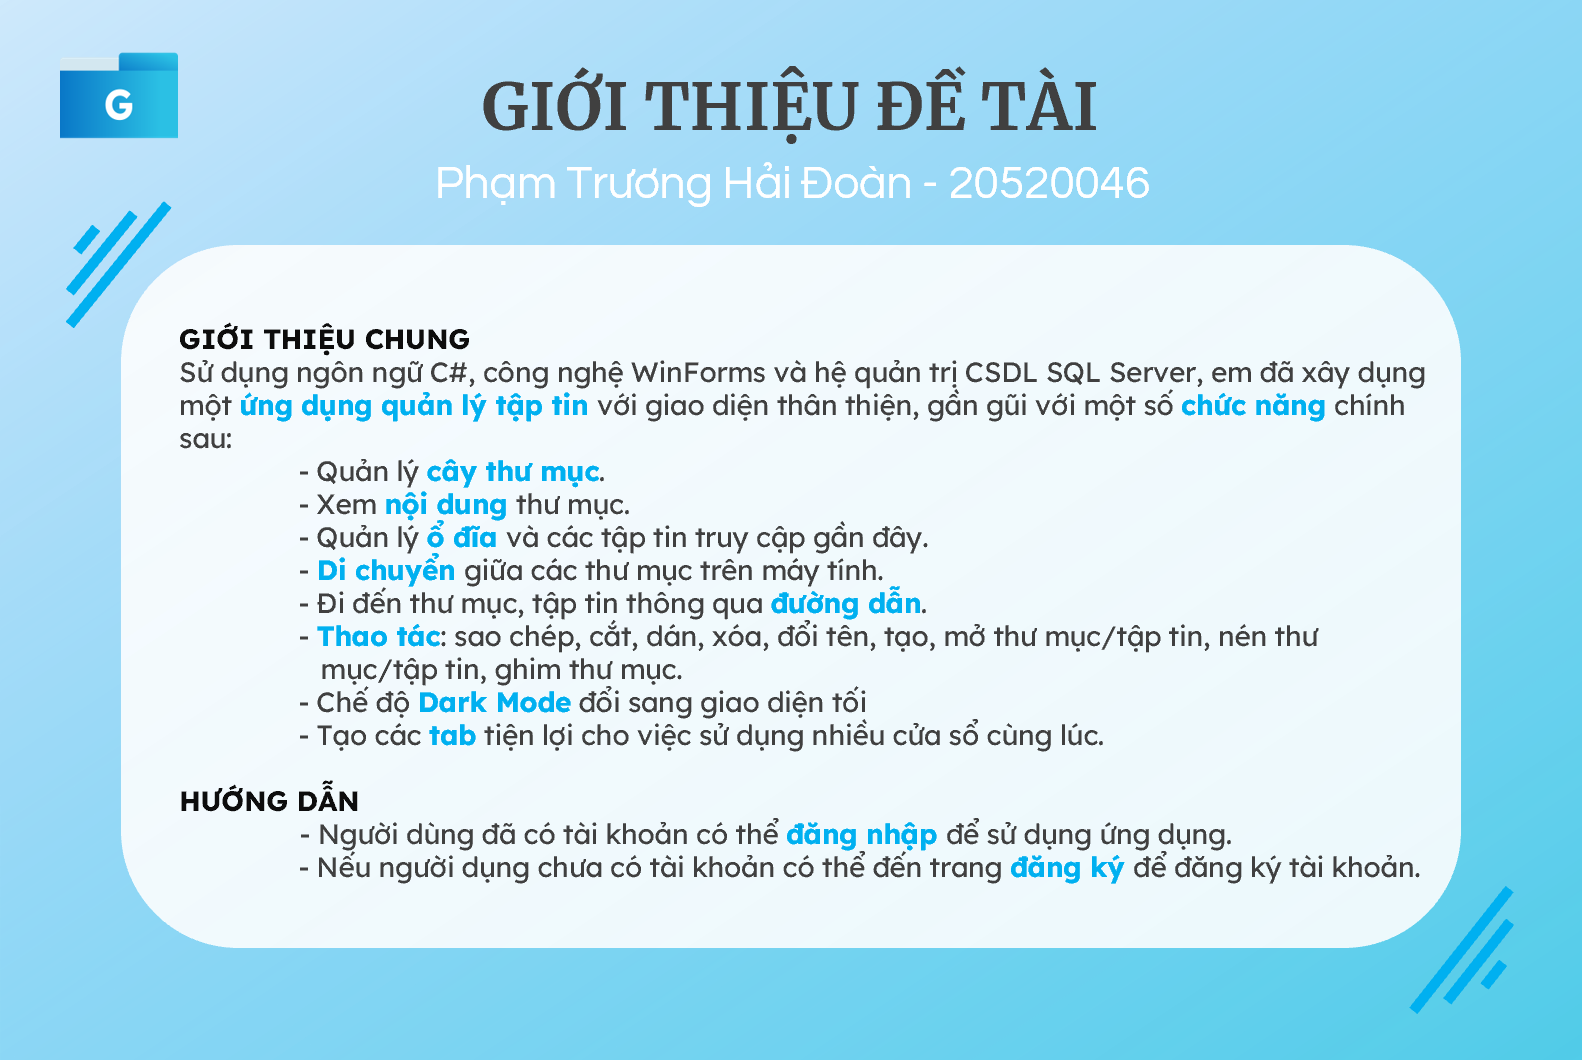 G
GIỚI THIỆU ĐỀ TÀI
Phạm Trương Hải Đoàn - 20520046
GIỚI THIỆU CHUNG
Sử dụng ngôn ngữ C#, công nghệ WinForms và hệ quản trị CSDL SQL Server, em đã xây dụng
một ứng dụng quản lý tập tin với giao diện thân thiện, gần gũi với một số chức năng chính
sau:
- Quản lý cây thư mục.
- Xem nội dung thư mục.
- Quản lý ổ đĩa và các tập tin truy cập gần đây.
- Di chuyển giữa các thư mục trên máy tính.
- Đi đến thư mục, tập tin thông qua đường dẫn.
- Thao tác: sao chép, cắt, dán, xóa, đổi tên, tạo, mở thư mục/tập tin, nén thư
mục/tập tin, ghim thư mục.
- Chế độ Dark Mode đổi sang giao diện tối
- Tạo các tab tiện lợi cho việc sử dụng nhiều cửa sổ cùng lúc.
HƯỚNG DẪN
- Người dùng đã có tài khoản có thể đăng nhập để sử dụng ứng dụng.
- Nếu người dụng chưa có tài khoản có thể đến trang đăng ký để đăng ký tài khoản.